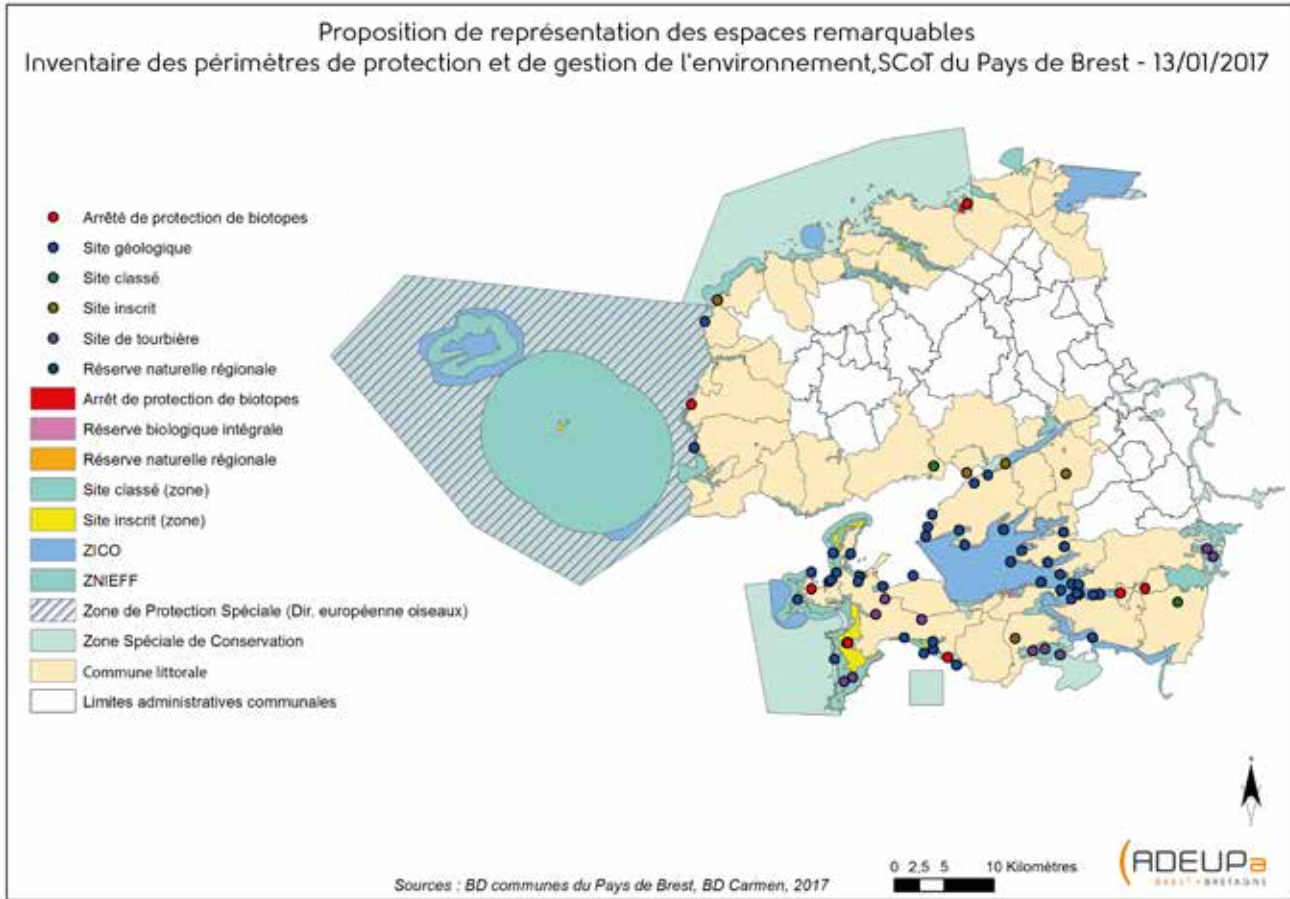 Proposition de représentation des espaces remarquables
Inventaire des périmètres de protection et de gestion de l'environnement,SCoT du Pays de Brest - 13/01/2017
Arrêté de protection de biotopes
Site géologique
Site classé
Site inscrit
Site de tourbière
Réserve naturelle régionale
Arrêt de protection de biotopes
Réserve biologique intégrale
Réserve naturelle régionale
Site classé (zone)
Site inscrit (zone)
ZICO
ZNIEFF
Zone de Protection Spéciale (Dir. européenne oiseaux)
Zone Spéciale de Conservation
Commune littorale
Limites administratives communales
Sources : BD communes du Pays de Brest, BD Carmen, 2017
0 2,5 5 10 Kilomètres
ADEUPa
BREST • BRETAGNE